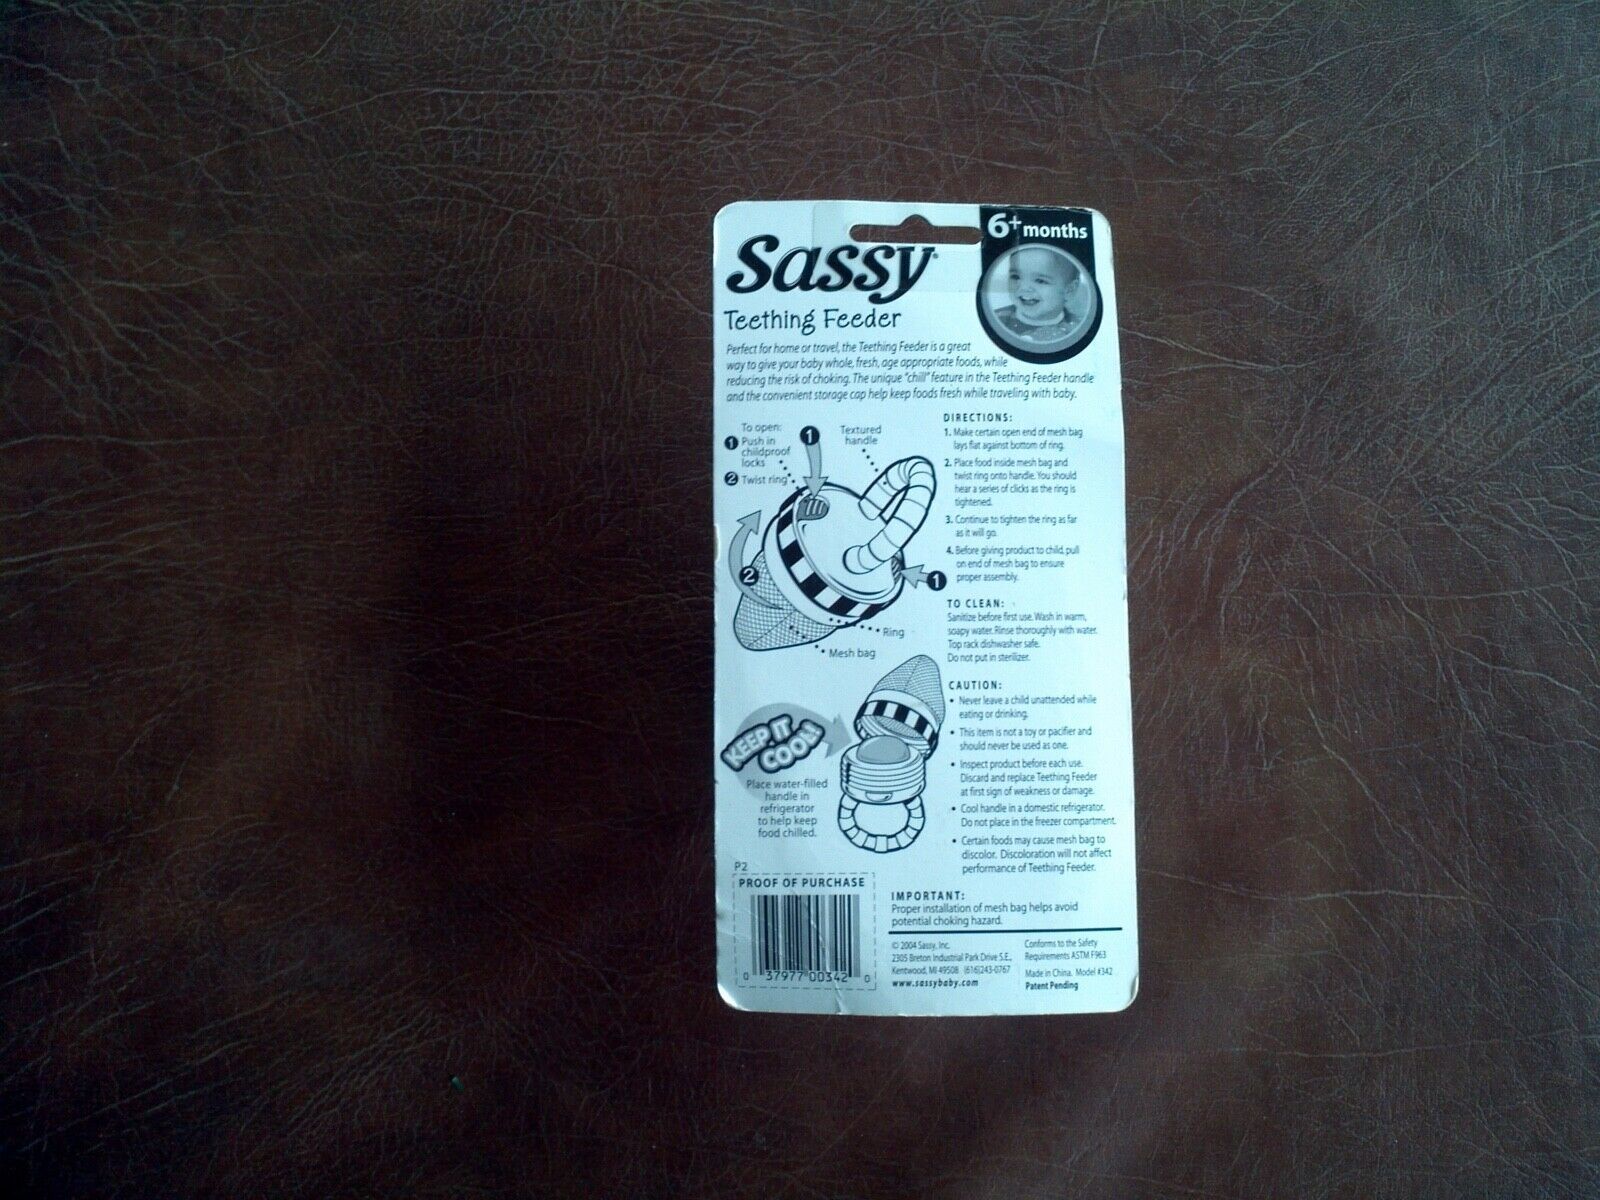 6+ months
Sassy®
Teething Feeder
Perfect for home or travel, the Teething Feeder is a great
way to give your baby whole, fresh, age appropriate foods, while
reducing the risk of choking. The unique "chill" feature in the Teething Feeder handle
and the convenient storage cap help keep foods fresh while traveling with baby.
To open:
1 Push in
childproof
locks
2 Twist ring
1
Textured
handle
2
1
Ring
Mesh bag
DIRECTIONS:
1. Make certain open end of mesh bag
lays flat against bottom of ring.
2. Place food inside mesh bag and
twist ring onto handle. You should
hear a series of clicks as the ring is
tightened.
3. Continue to tighten the ring as far
as it will go.
4. Before giving product to child, pull
on end of mesh bag to ensure
proper assembly.
TO CLEAN:
Sanitize before first use. Wash in warm,
soapy water. Rinse thoroughly with water.
Top rack dishwasher safe.
Do not put in sterilizer.
KEEP IT
COOL!
Place water-filled
handle in
refrigerator
to help keep
food chilled.
CAUTION:
• Never leave a child unattended while
eating or drinking.
• This item is not a toy or pacifier and
should never be used as one.
• Inspect product before each use.
Discard and replace Teething Feeder
at first sign of weakness or damage.
• Cool handle in a domestic refrigerator.
Do not place in the freezer compartment.
• Certain foods may cause mesh bag to
discolor. Discoloration will not affect
performance of Teething Feeder.
P2
PROOF OF PURCHASE
0 37977 00342 0
IMPORTANT:
Proper installation of mesh bag helps avoid
potential choking hazard.
© 2004 Sassy, Inc.
2305 Breton Industrial Park Drive S.E.,
Kentwood, MI 49508 (616)243-0767
www.sassybaby.com
Conforms to the Safety
Requirements ASTM F963
Made in China. Model #342
Patent Pending